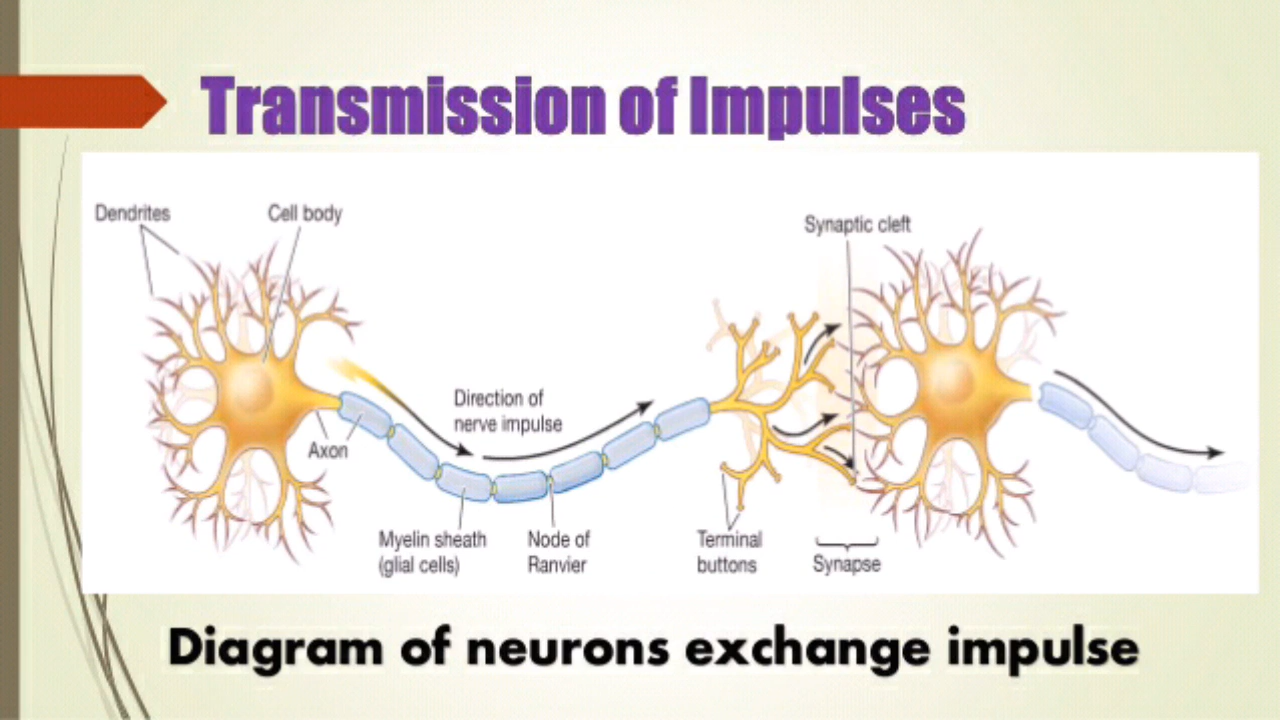 Transmission of Impulses
Dendrites
Cell body
Synaptic cleft
Direction of
nerve impulse
Axon
Myelin sheath
(glial cells)
Node of
Ranvier
Terminal
buttons
Synapse
Diagram of neurons exchange impulse